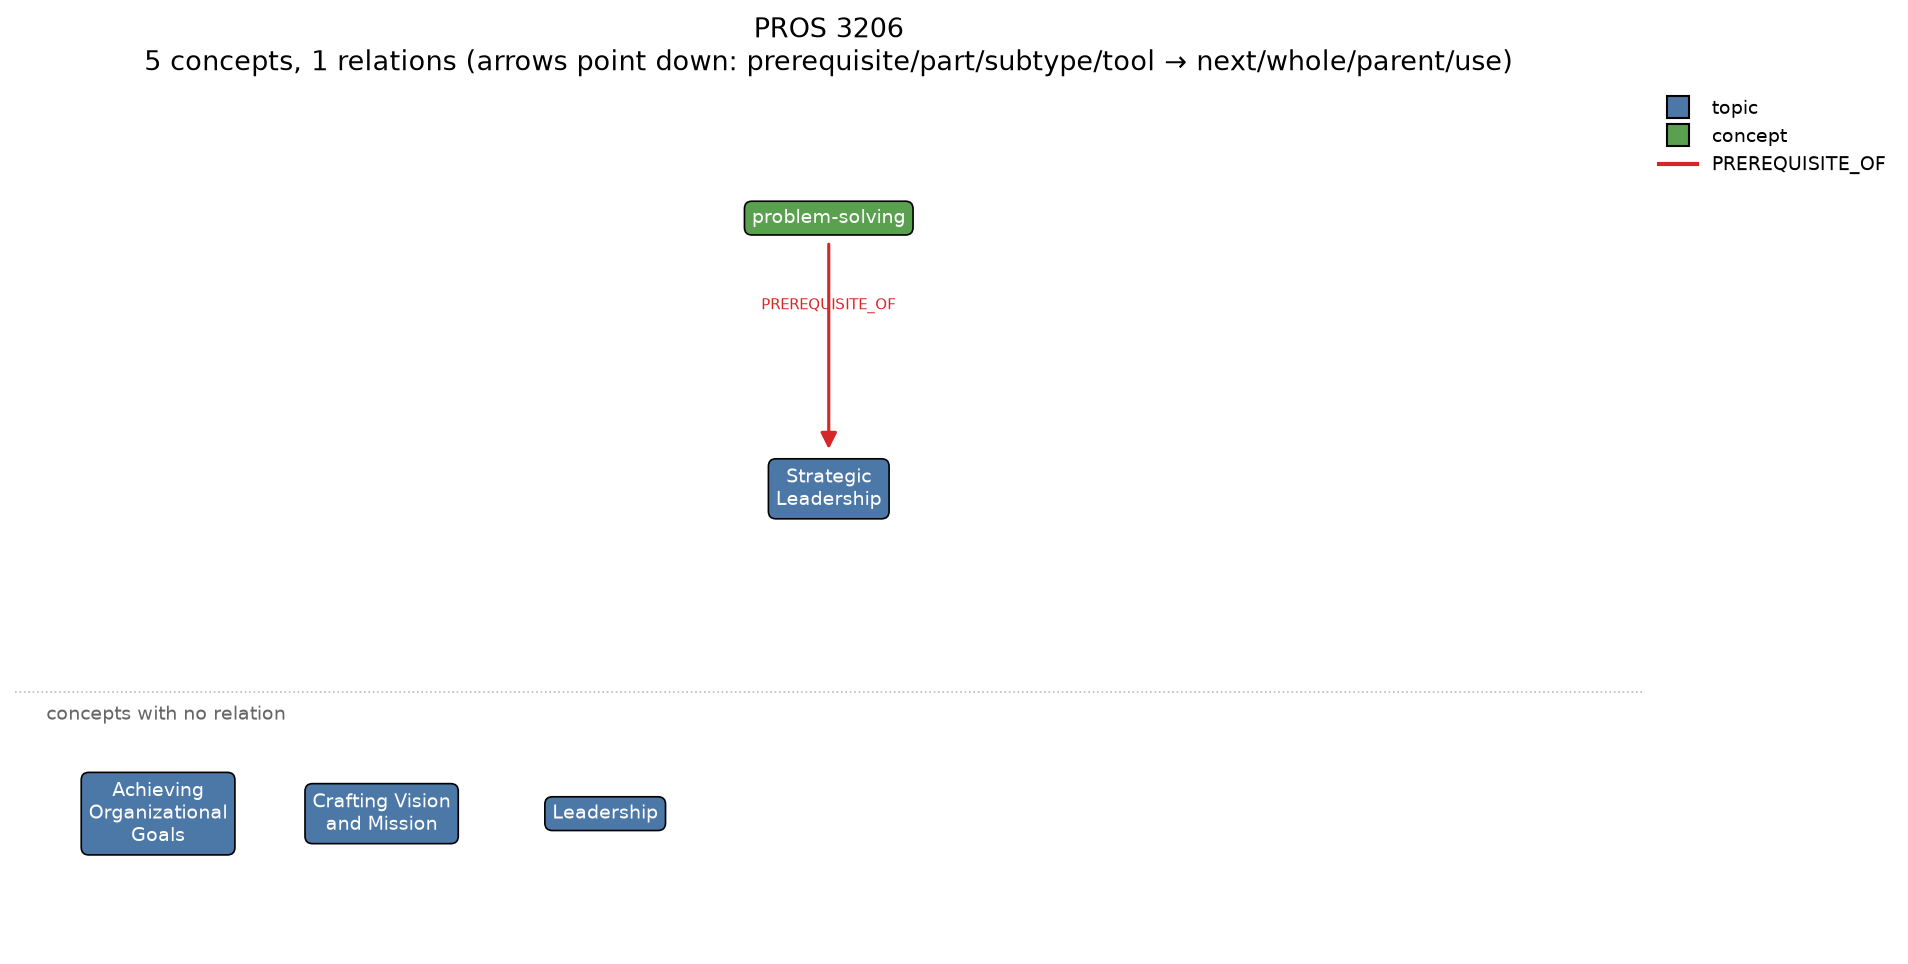 PROS 3206
5 concepts, 1 relations (arrows point down: prerequisite/part/subtype/tool → next/whole/parent/use)
topic
concept
PREREQUISITE_OF
problem-solving
PREREQUISITE_OF
Strategic
Leadership
concepts with no relation
Achieving
Organizational
Goals
Crafting Vision
and Mission
Leadership